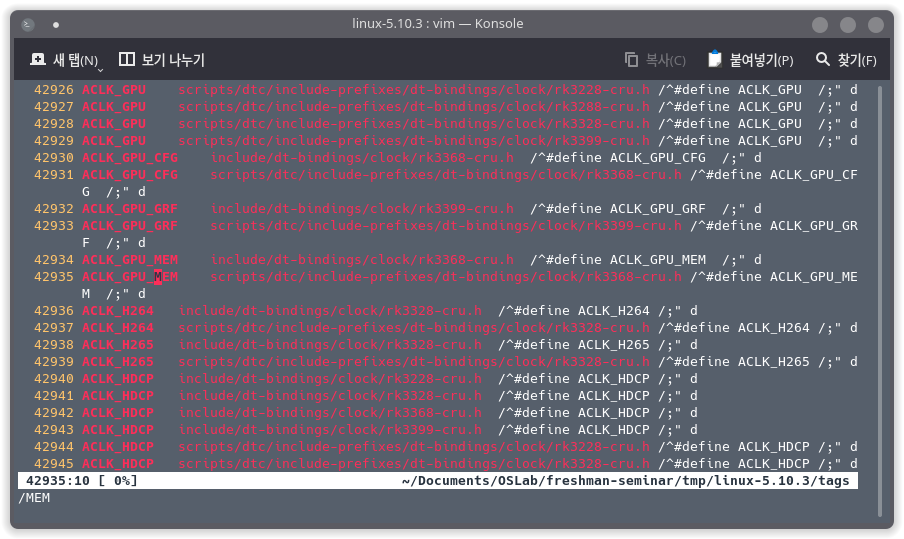 linux-5.10.3 : vim — Konsole
새 탭(N) 보기 나누기 복사(C) 붙여넣기(P) 찾기(F)
42926 ACLK_GPU scripts/dtc/include-prefixes/dt-bindings/clock/rk3228-cru.h /^#define ACLK_GPU /;" d
42927 ACLK_GPU scripts/dtc/include-prefixes/dt-bindings/clock/rk3288-cru.h /^#define ACLK_GPU /;" d
42928 ACLK_GPU scripts/dtc/include-prefixes/dt-bindings/clock/rk3328-cru.h /^#define ACLK_GPU /;" d
42929 ACLK_GPU scripts/dtc/include-prefixes/dt-bindings/clock/rk3399-cru.h /^#define ACLK_GPU /;" d
42930 ACLK_GPU_CFG include/dt-bindings/clock/rk3368-cru.h /^#define ACLK_GPU_CFG /;" d
42931 ACLK_GPU_CFG scripts/dtc/include-prefixes/dt-bindings/clock/rk3368-cru.h /^#define ACLK_GPU_CF
G /;" d
42932 ACLK_GPU_GRF include/dt-bindings/clock/rk3399-cru.h /^#define ACLK_GPU_GRF /;" d
42933 ACLK_GPU_GRF scripts/dtc/include-prefixes/dt-bindings/clock/rk3399-cru.h /^#define ACLK_GPU_GR
F /;" d
42934 ACLK_GPU_MEM include/dt-bindings/clock/rk3368-cru.h /^#define ACLK_GPU_MEM /;" d
42935 ACLK_GPU_MEM scripts/dtc/include-prefixes/dt-bindings/clock/rk3368-cru.h /^#define ACLK_GPU_ME
M /;" d
42936 ACLK_H264 include/dt-bindings/clock/rk3328-cru.h /^#define ACLK_H264 /;" d
42937 ACLK_H264 scripts/dtc/include-prefixes/dt-bindings/clock/rk3328-cru.h /^#define ACLK_H264 /;" d
42938 ACLK_H265 include/dt-bindings/clock/rk3328-cru.h /^#define ACLK_H265 /;" d
42939 ACLK_H265 scripts/dtc/include-prefixes/dt-bindings/clock/rk3328-cru.h /^#define ACLK_H265 /;" d
42940 ACLK_HDCP include/dt-bindings/clock/rk3228-cru.h /^#define ACLK_HDCP /;" d
42941 ACLK_HDCP include/dt-bindings/clock/rk3328-cru.h /^#define ACLK_HDCP /;" d
42942 ACLK_HDCP include/dt-bindings/clock/rk3368-cru.h /^#define ACLK_HDCP /;" d
42943 ACLK_HDCP include/dt-bindings/clock/rk3399-cru.h /^#define ACLK_HDCP /;" d
42944 ACLK_HDCP scripts/dtc/include-prefixes/dt-bindings/clock/rk3228-cru.h /^#define ACLK_HDCP /;" d
42945 ACLK_HDCP scripts/dtc/include-prefixes/dt-bindings/clock/rk3328-cru.h /^#define ACLK_HDCP /;" d
42935:10 [ 0%] ~/Documents/OSLab/freshman-seminar/tmp/linux-5.10.3/tags
/MEM